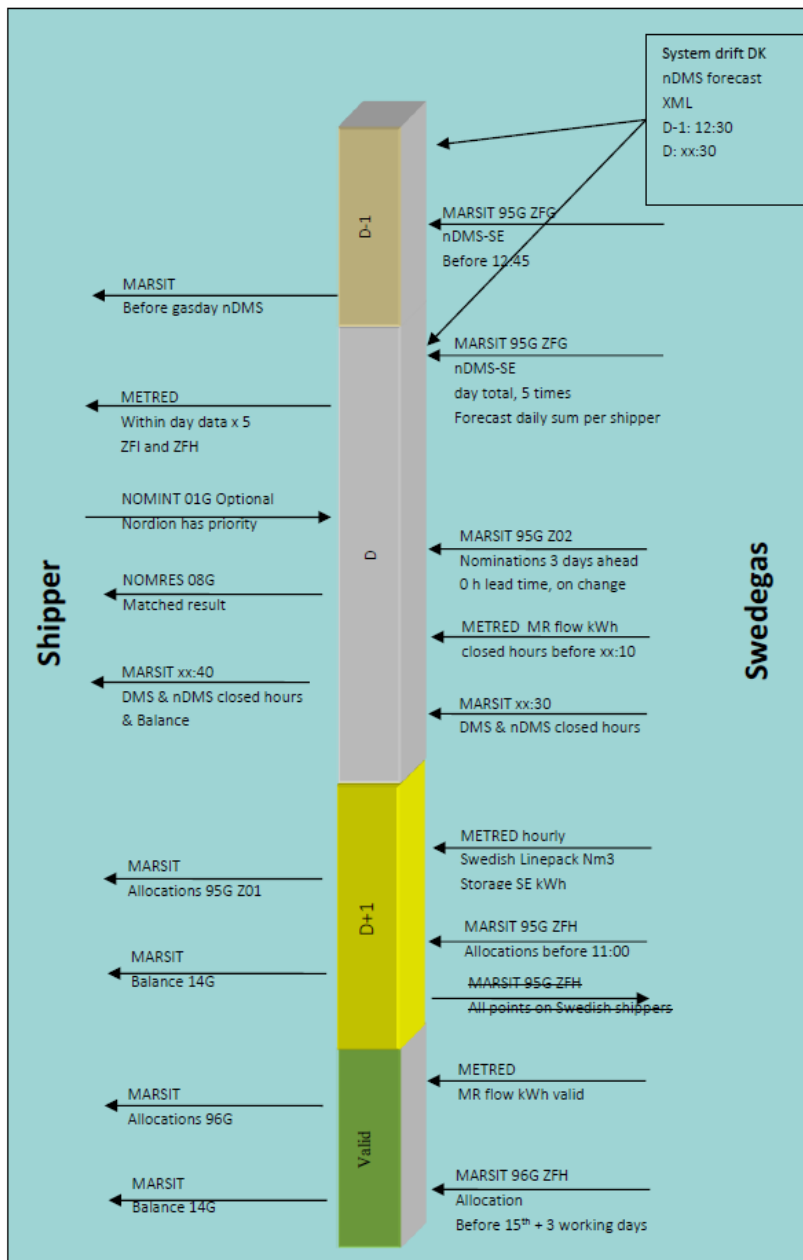 System drift DK
nDMS forecast
XML
D-1: 12:30
D: xx:30
D-1
MARSIT 95G ZFG
nDMS-SE
Before 12:45
MARSIT
Before gasday nDMS
MARSIT 95G ZFG
nDMS-SE
day total, 5 times
Forecast daily sum per shipper
METRED
Within day data x 5
ZFI and ZFH
NOMINT 01G Optional
Nordion has priority
D
MARSIT 95G Z02
Nominations 3 days ahead
0 h lead time, on change
NOMRES 08G
Matched result
Shipper
Swedegas
METRED MR flow kWh
closed hours before xx:10
MARSIT xx:40
DMS & nDMS closed hours
& Balance
MARSIT xx:30
DMS & nDMS closed hours
METRED hourly
Swedish Linepack Nm3
Storage SE kWh
MARSIT
Allocations 95G Z01
D+1
MARSIT 95G ZFH
Allocations before 11:00
MARSIT
Balance 14G
MARSIT 95G ZFH
All points on Swedish shippers
METRED
MR flow kWh valid
MARSIT
Allocations 96G
Valid
MARSIT 96G ZFH
Allocation
Before 15th + 3 working days
MARSIT
Balance 14G